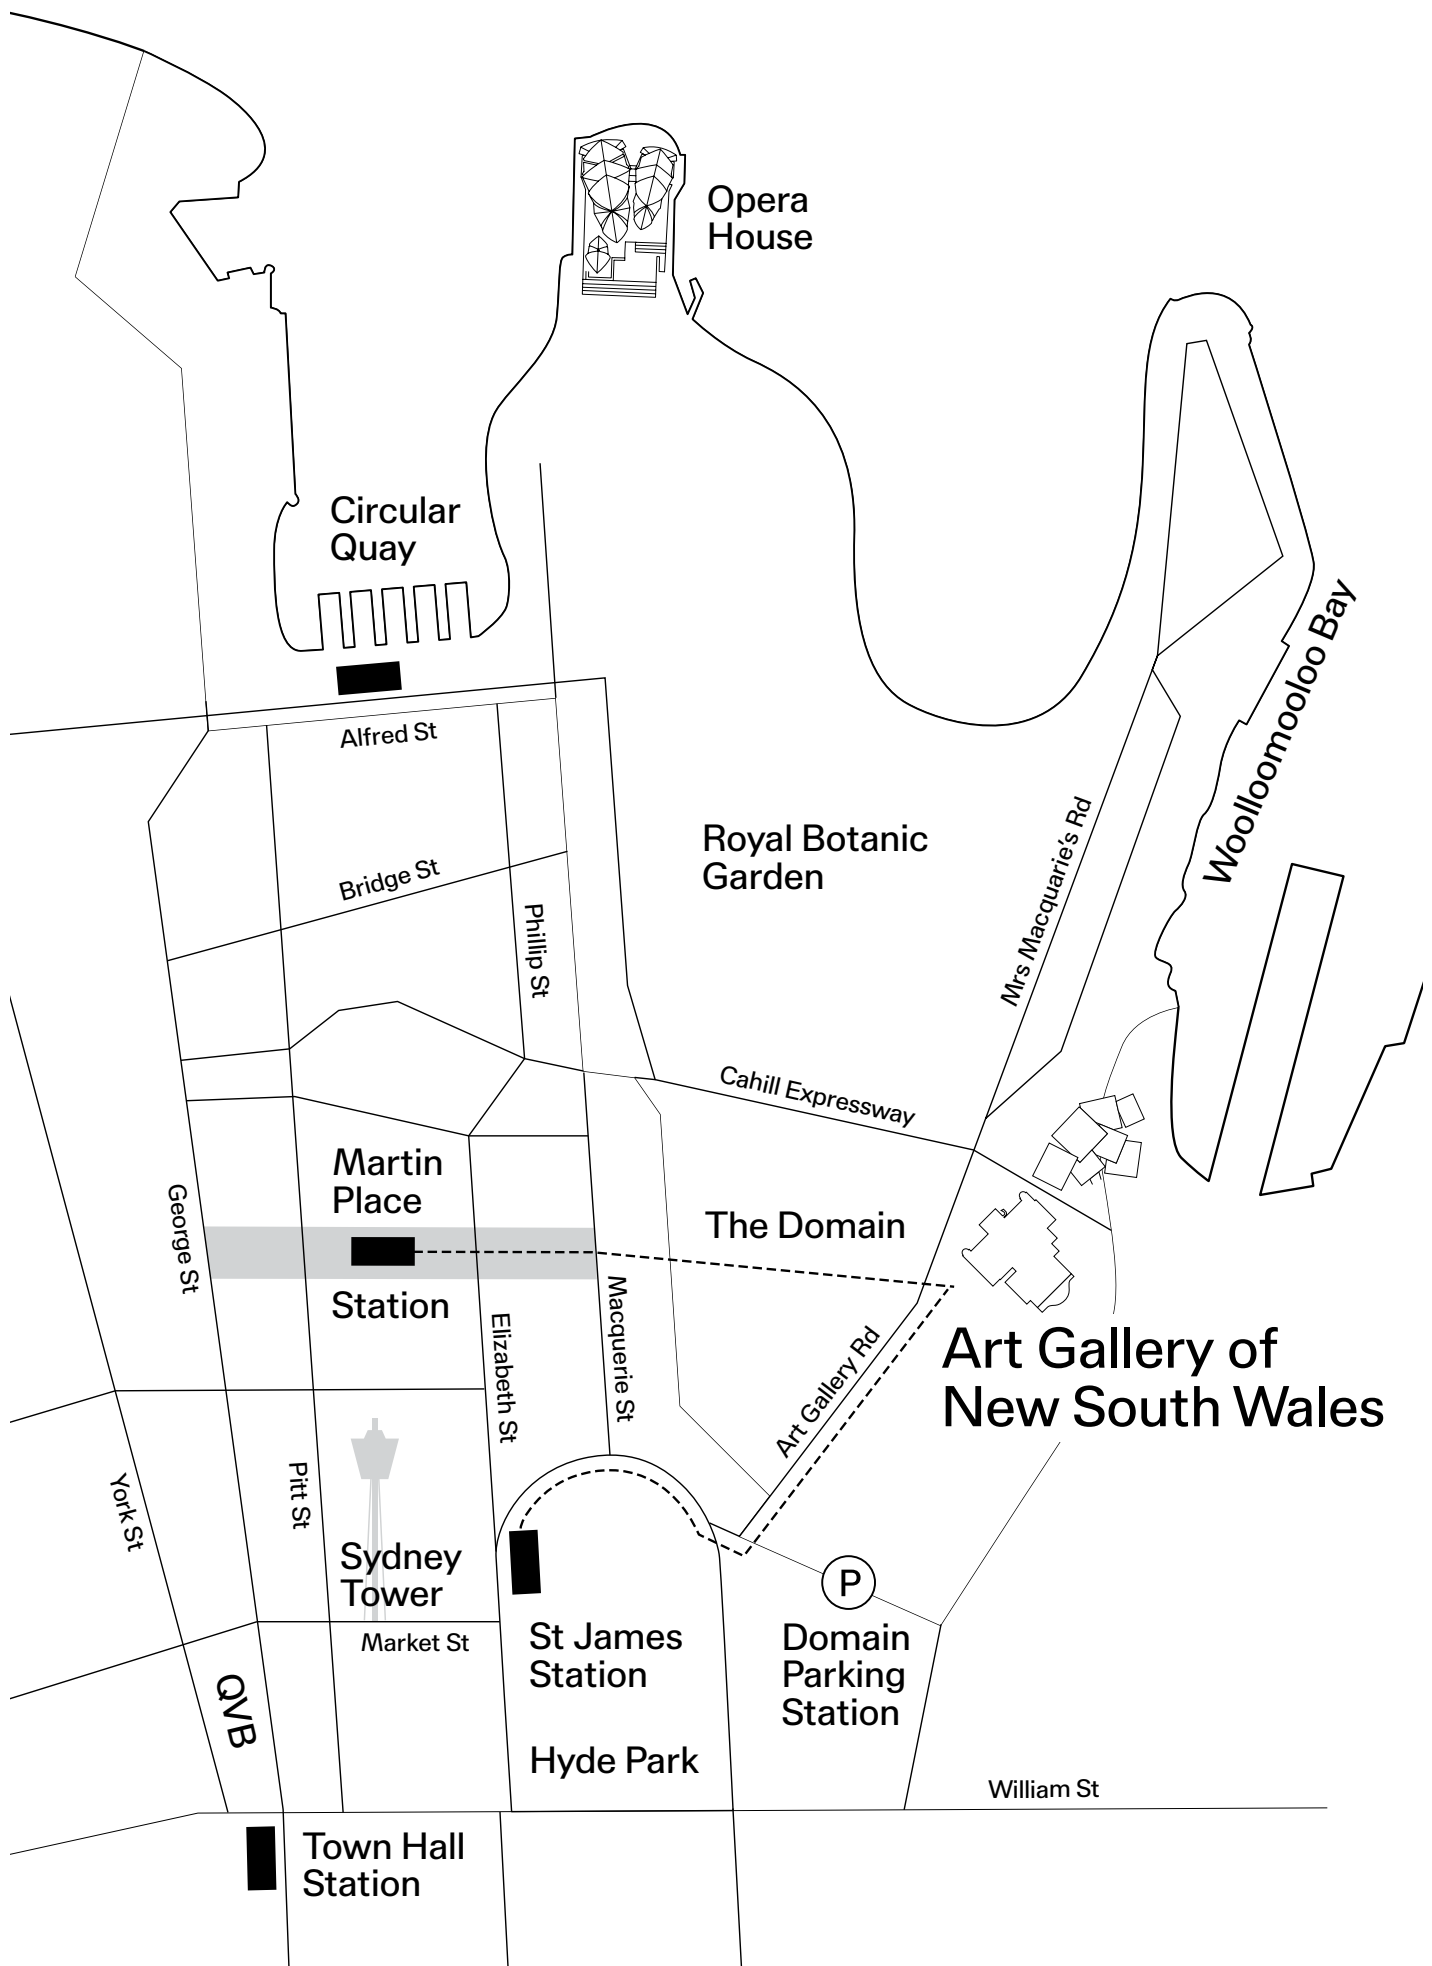 Opera
House
Circular
Quay
Alfred St
Woolloomooloo Bay
Royal Botanic
Garden
Mrs Macquarie's Rd
Bridge St
Phillip St
Cahill Expressway
Martin
Place
George St
The Domain
Station
Macquerie St
Elizabeth St
Art Gallery Rd
Art Gallery of
New South Wales
York St
Pitt St
Sydney
Tower
P
Market St
St James
Station
Domain
Parking
Station
QVB
Hyde Park
William St
Town Hall
Station